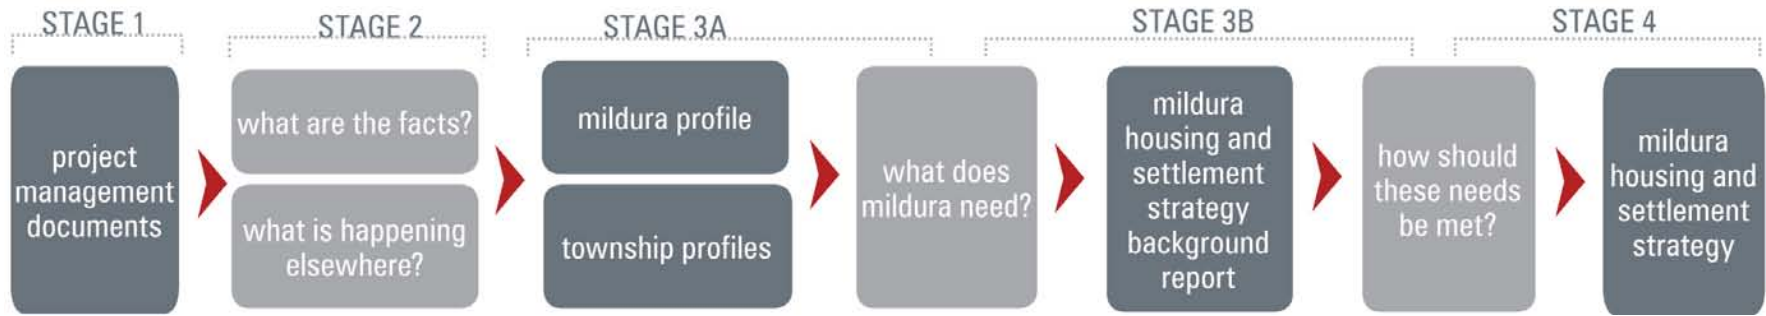 STAGE 1
STAGE 2
STAGE 3A
STAGE 3B
STAGE 4
project
management
documents
what are the facts?
what is happening
elsewhere?
mildura profile
township profiles
what does
mildura need?
mildura
housing and
settlement
strategy
background
report
how should
these needs
be met?
mildura
housing and
settlement
strategy